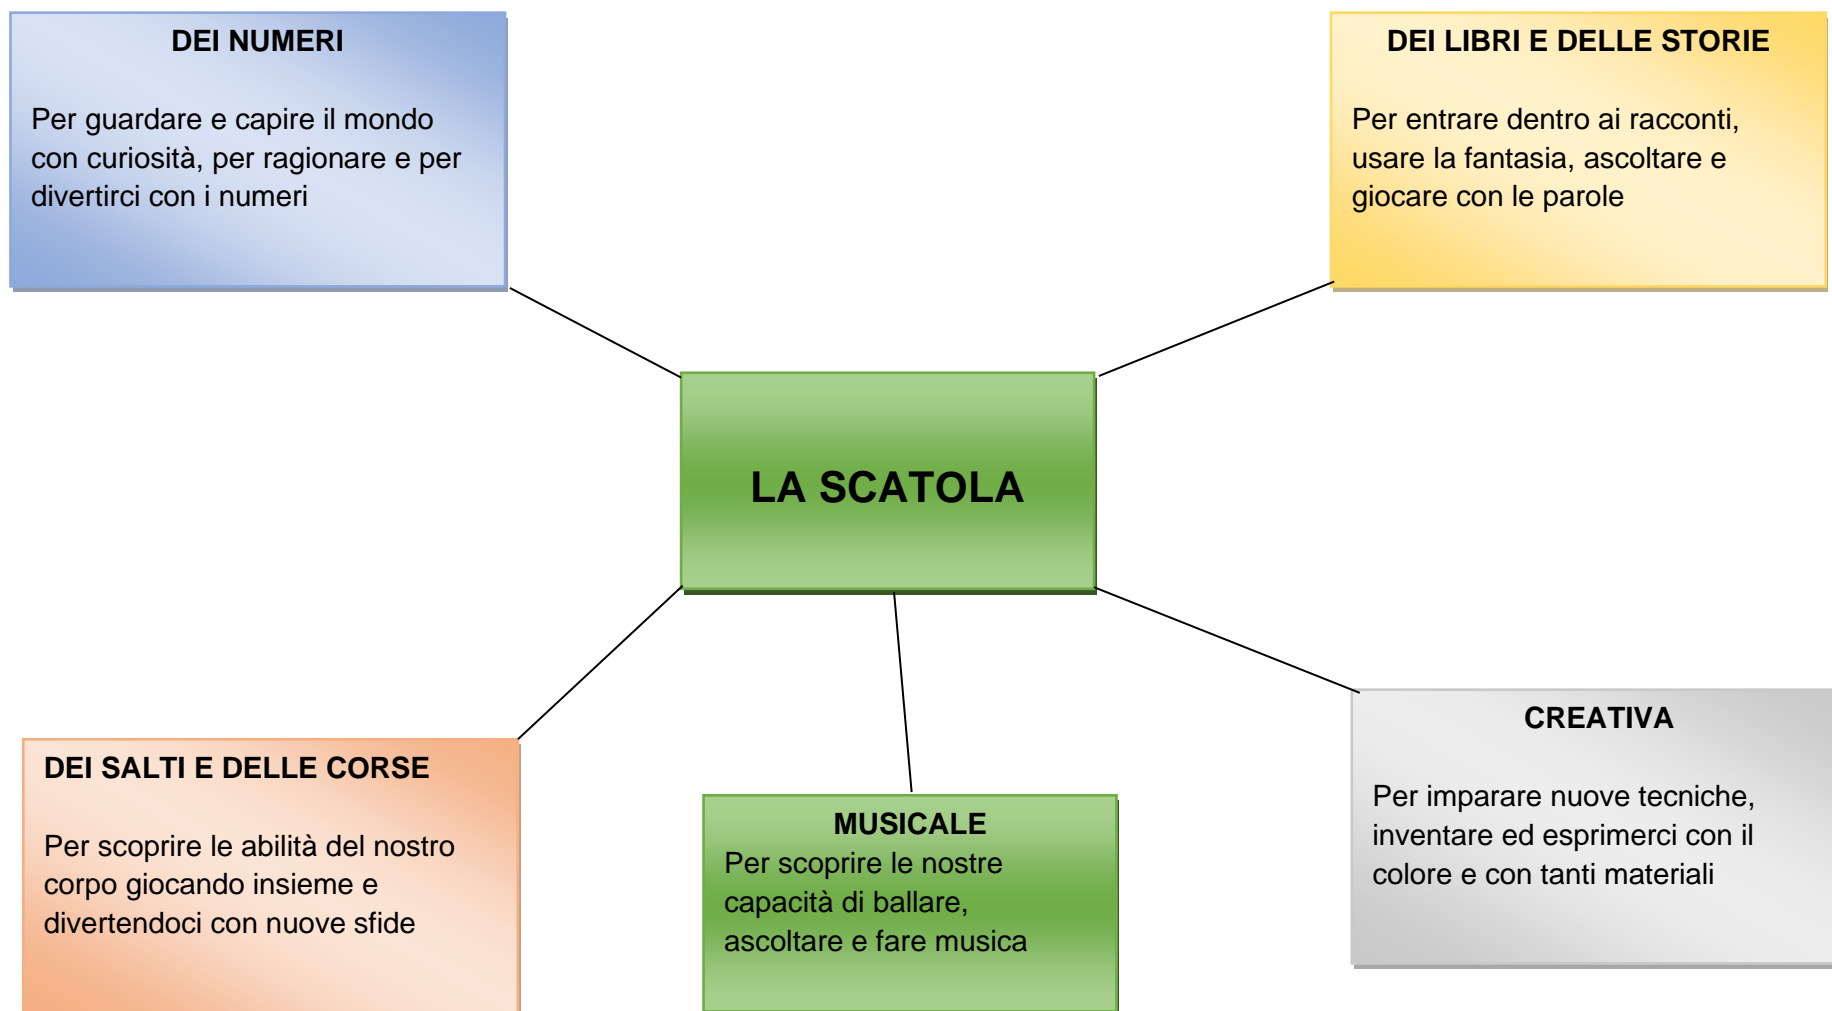 DEI NUMERI
Per guardare e capire il mondo
con curiosità, per ragionare e per
divertirci con i numeri
DEI LIBRI E DELLE STORIE
Per entrare dentro ai racconti,
usare la fantasia, ascoltare e
giocare con le parole
LA SCATOLA
DEI SALTI E DELLE CORSE
Per scoprire le abilità del nostro
corpo giocando insieme e
divertendoci con nuove sfide
MUSICALE
Per scoprire le nostre
capacità di ballare,
ascoltare e fare musica
CREATIVA
Per imparare nuove tecniche,
inventare ed esprimerci con il
colore e con tanti materiali